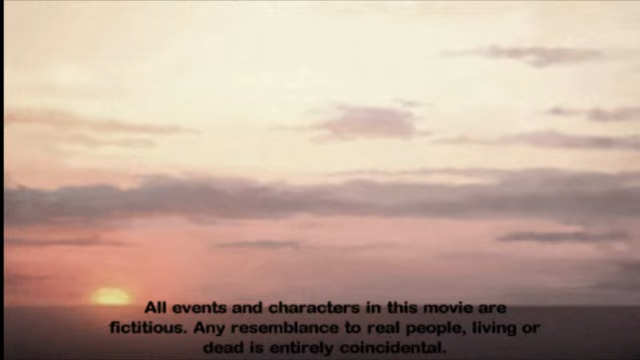 All events and characters in this movie are
fictitious. Any resemblance to real people, living or
dead is entirely coincidental.